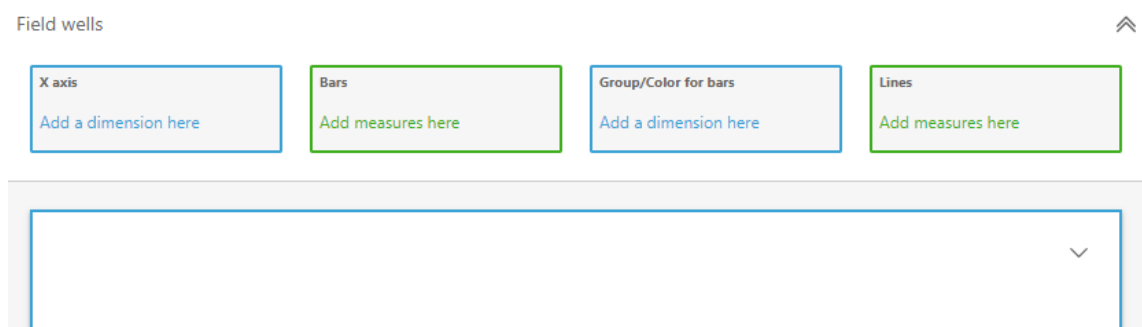 Field wells
X axis
Add a dimension here
Bars
Add measures here
Group/Color for bars
Add a dimension here
Lines
Add measures here